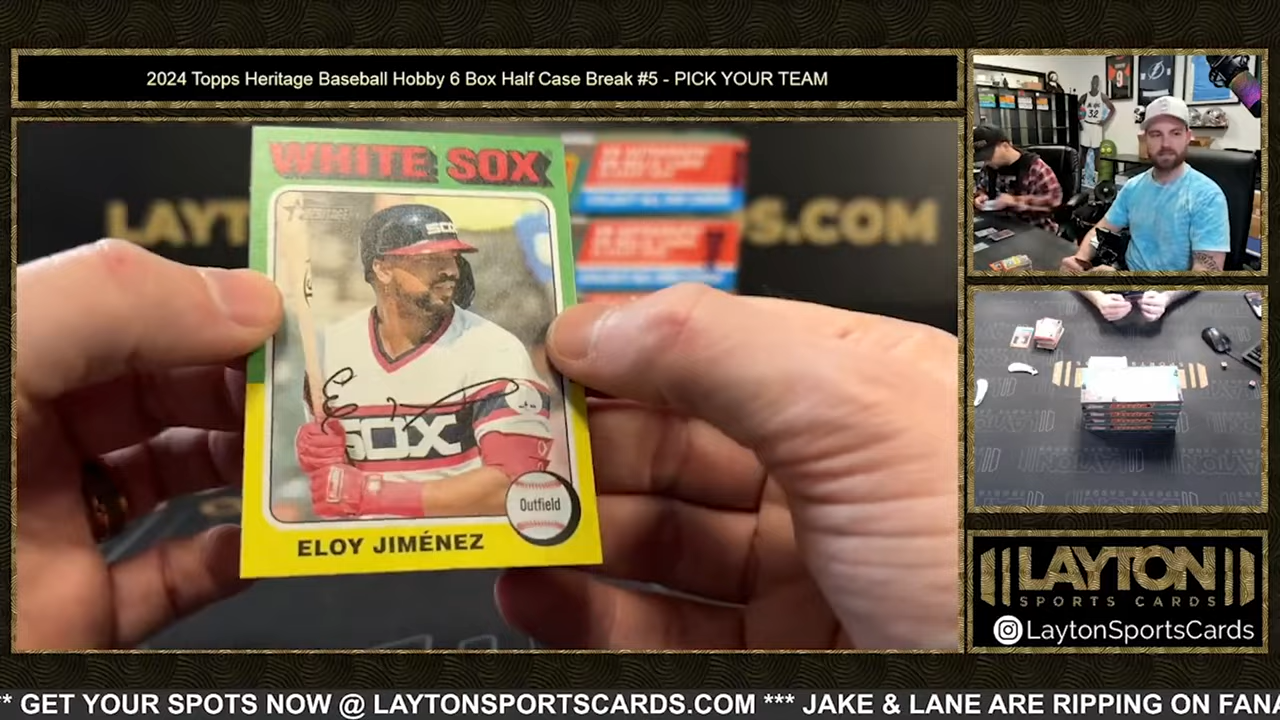 2024 Topps Heritage Baseball Hobby 6 Box Half Case Break #5 - PICK YOUR TEAM
WHITE SOX
SOX
SOX
Outfield
ELOY JIMÉNEZ
LAYTON
SPORTS CARDS
LaytonSportsCards
** GET YOUR SPOTS NOW @ LAYTONSPORTSCARDS.COM *** JAKE & LANE ARE RIPPING ON FANA